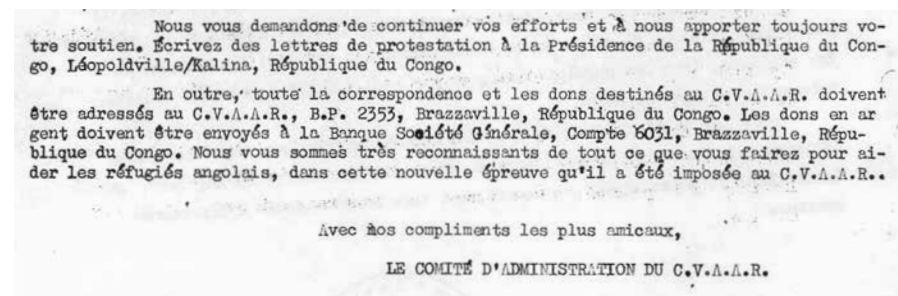 Nous vous demandons de continuer vos efforts et à nous apporter toujours vo-
tre soutien. Écrivez des lettres de protestation à la Présidence de la République du Con-
go, Léopoldville/Kalina, République du Congo.
En outre, toute la correspondence et les dons destinés au C.V.A.A.R. doivent
être adressés au C.V.A.A.R., B.P. 2353, Brazzaville, République du Congo. Les dons en ar
gent doivent être envoyés à la Banque Société Générale, Compte 6031, Brazzaville, Répu-
blique du Congo. Nous vous sommes très reconnaissants de tout ce que vous fairez pour ai-
der les réfugiés angolais, dans cette nouvelle épreuve qu'il a été imposée au C.V.A.A.R..
Avec nos compliments les plus amicaux,
LE COMITÉ D'ADMINISTRATION DU C.V.A.A.R.